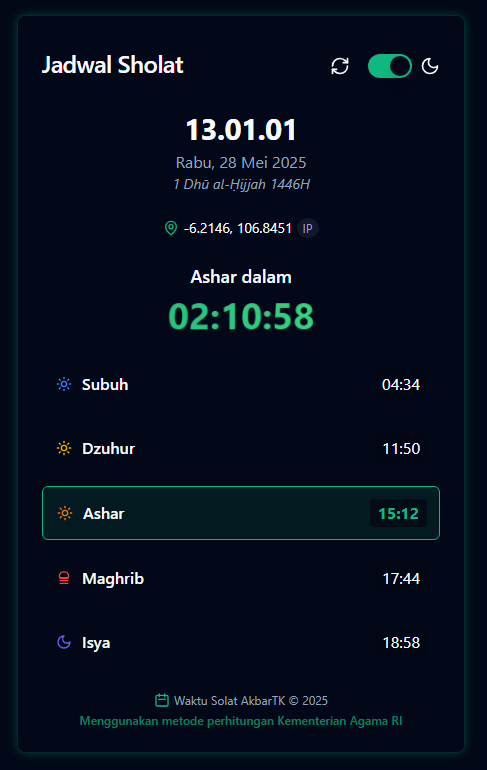 Jadwal Sholat
13.01.01
Rabu, 28 Mei 2025
1 Dhū al-Ḥijjah 1446H
-6.2146, 106.8451 IP
Ashar dalam
02:10:58
Subuh 04:34
Dzuhur 11:50
Ashar 15:12
Maghrib 17:44
Isya 18:58
Waktu Solat AkbarTK © 2025
Menggunakan metode perhitungan Kementerian Agama RI